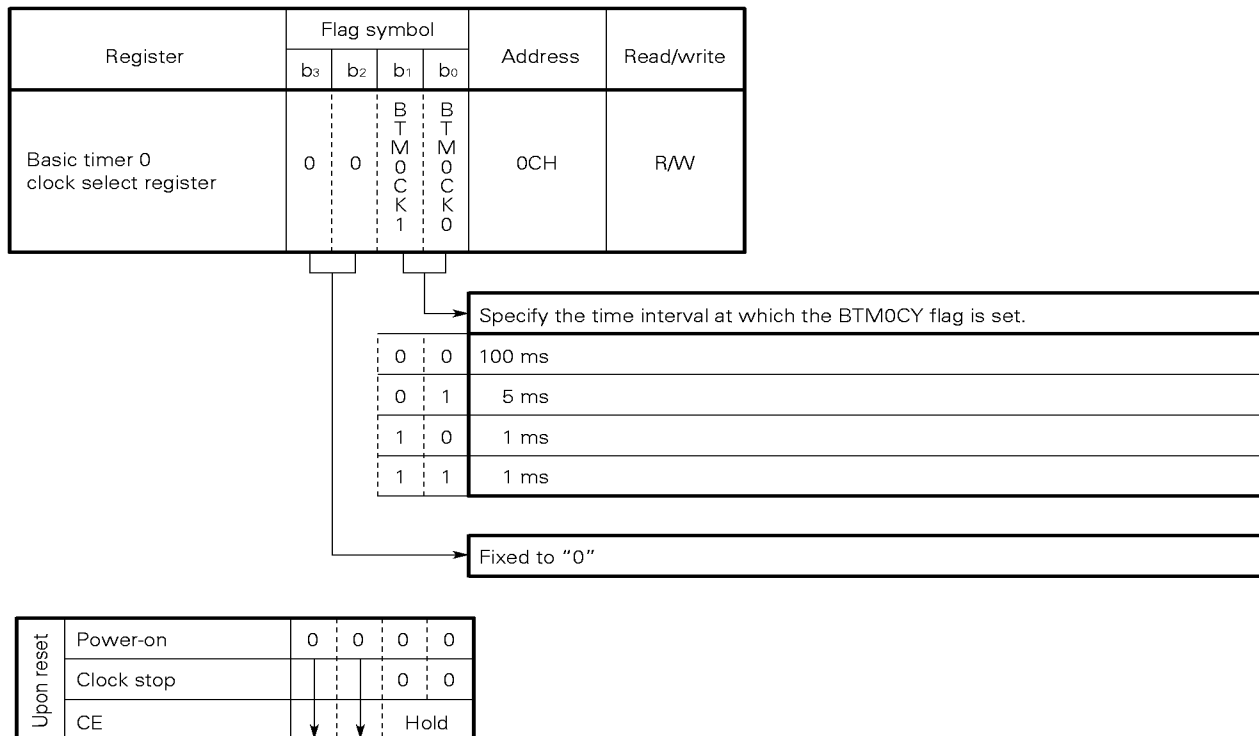 Register
Flag symbol
Address
Read/write
b3 b2 b1 b0
Basic timer 0
clock select register
0 0
BTM0CK1
BTM0CK0
0CH
R/W
Specify the time interval at which the BTM0CY flag is set.
0 0 100 ms
0 1 5 ms
1 0 1 ms
1 1 1 ms
Fixed to “0”
Upon reset
Power-on 0 0 0 0
Clock stop 0 0
CE Hold